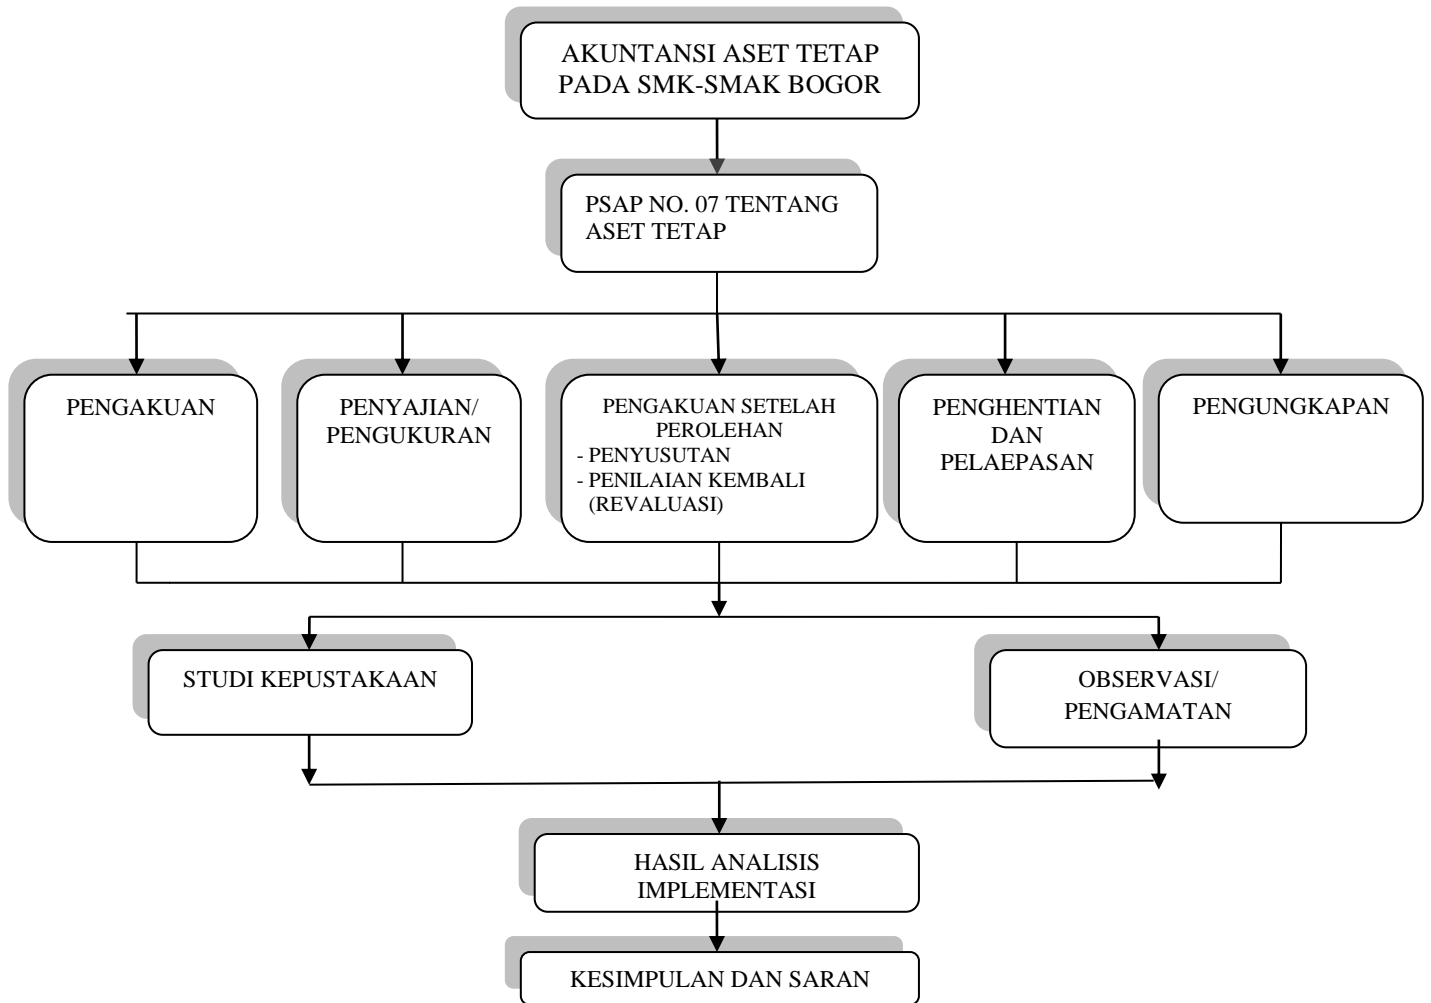 AKUNTANSI ASET TETAP
PADA SMK-SMAK BOGOR
PSAP NO. 07 TENTANG
ASET TETAP
PENGAKUAN
PENYAJIAN/
PENGUKURAN
PENGAKUAN SETELAH
PEROLEHAN
- PENYUSUTAN
- PENILAIAN KEMBALI
(REVALUASI)
PENGHENTIAN
DAN
PELAEPASAN
PENGUNGKAPAN
STUDI KEPUSTAKAAN
OBSERVASI/
PENGAMATAN
HASIL ANALISIS
IMPLEMENTASI
KESIMPULAN DAN SARAN